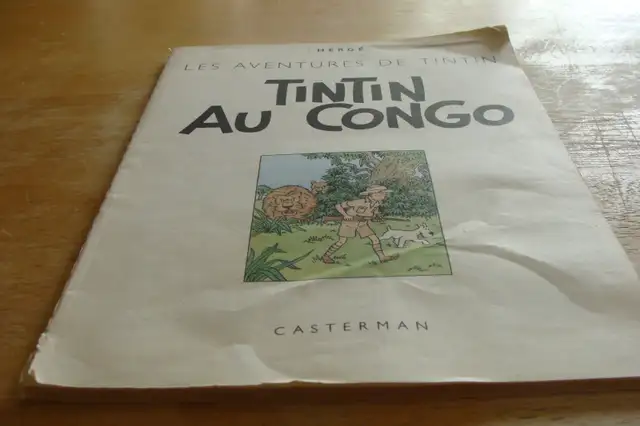 HERGÉ
LES AVENTURES DE TINTIN
TINTIN
AU CONGO
CASTERMAN